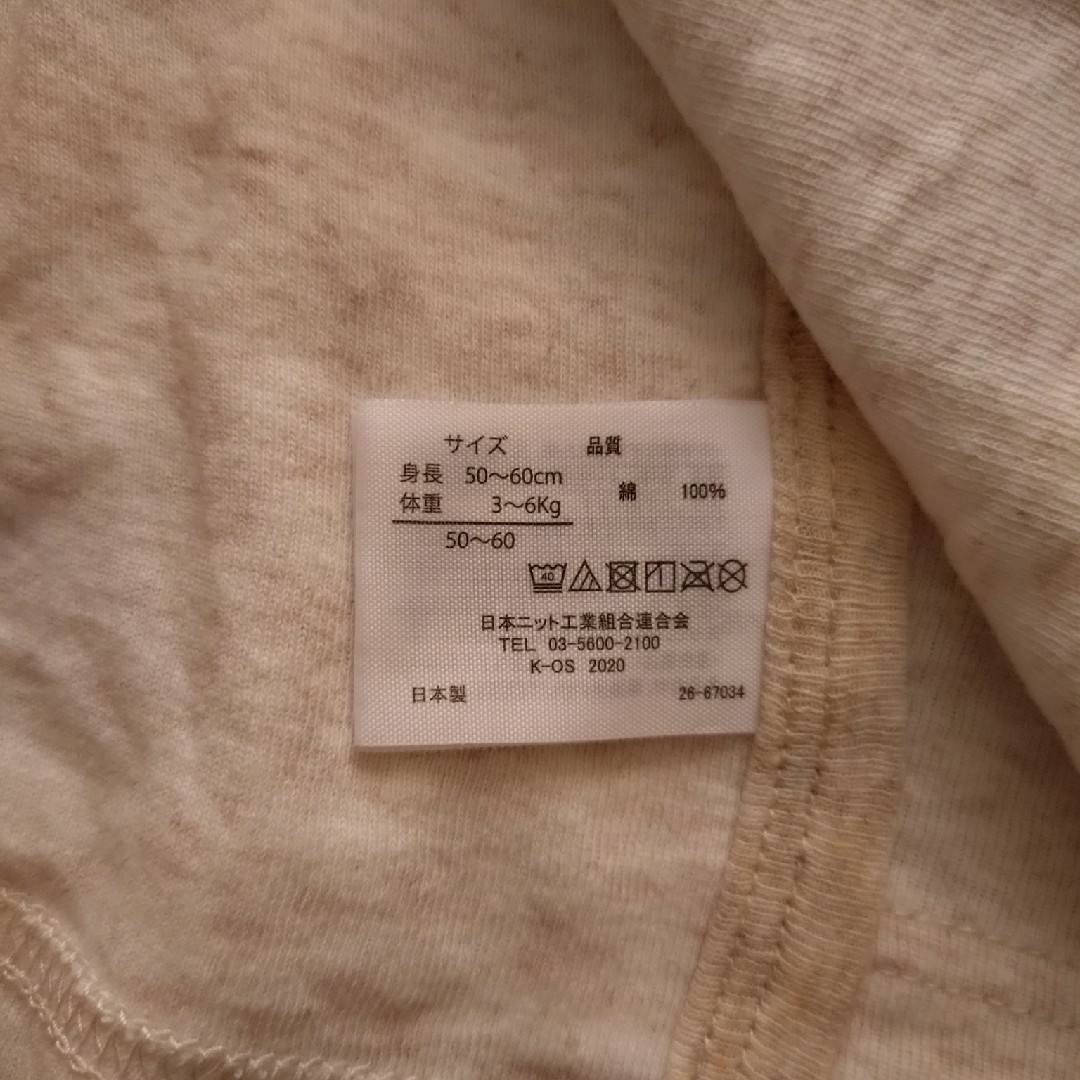 サイズ 品質
身長 50〜60cm
体重 3〜6Kg
綿 100%
50〜60
40
日本ニット工業組合連合会
TEL 03-5600-2100
K-OS 2020
日本製 26-67034